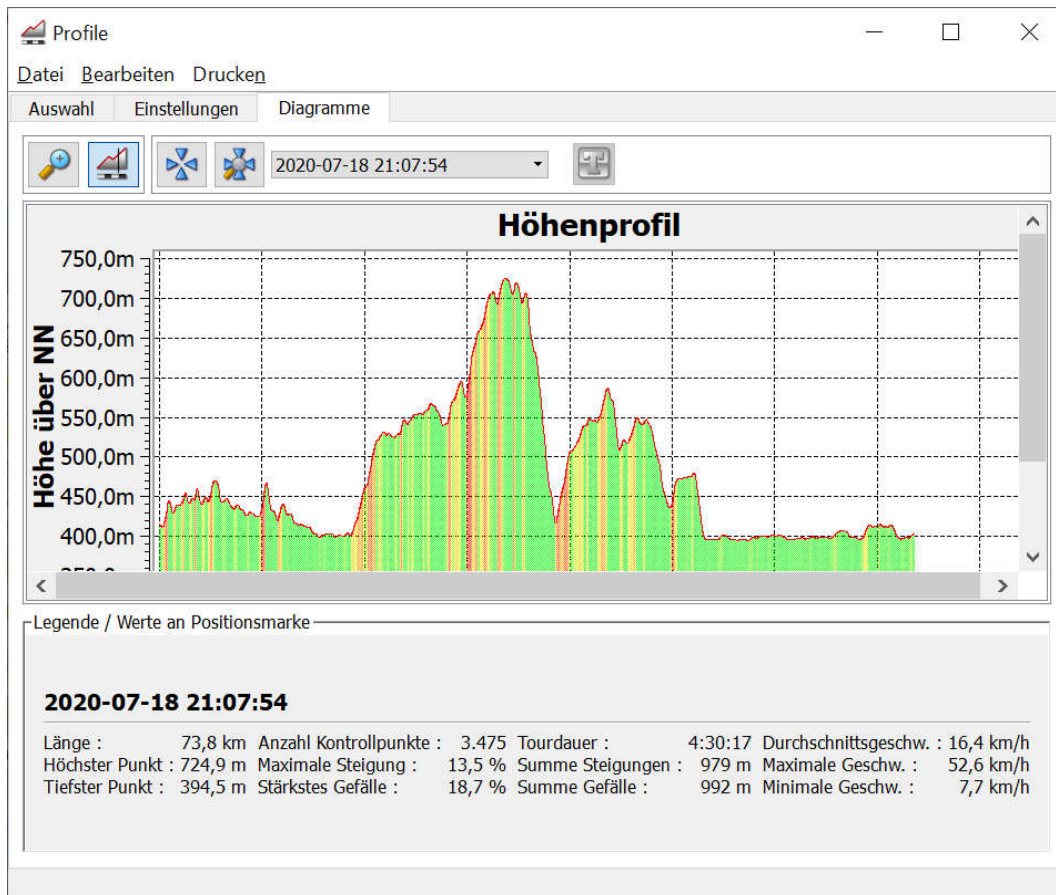 Profile
Datei Bearbeiten Drucken
Auswahl Einstellungen Diagramme
2020-07-18 21:07:54
Höhenprofil
Höhe über NN
750,0m
700,0m
650,0m
600,0m
550,0m
500,0m
450,0m
400,0m
Legende / Werte an Positionsmarke
2020-07-18 21:07:54
Länge : 73,8 km Anzahl Kontrollpunkte : 3.475 Tourdauer : 4:30:17 Durchschnittsgeschw. : 16,4 km/h
Höchster Punkt : 724,9 m Maximale Steigung : 13,5 % Summe Steigungen : 979 m Maximale Geschw. : 52,6 km/h
Tiefster Punkt : 394,5 m Stärkstes Gefälle : 18,7 % Summe Gefälle : 992 m Minimale Geschw. : 7,7 km/h